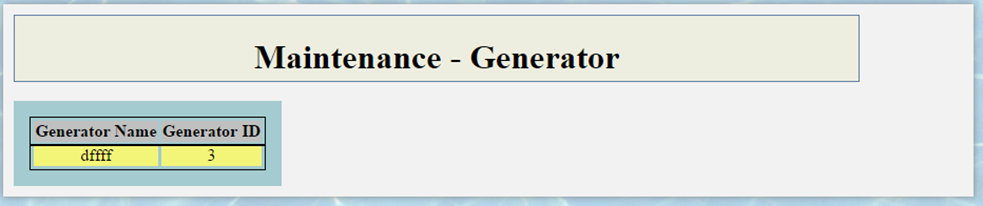 Maintenance - Generator
Generator Name Generator ID
dffff 3